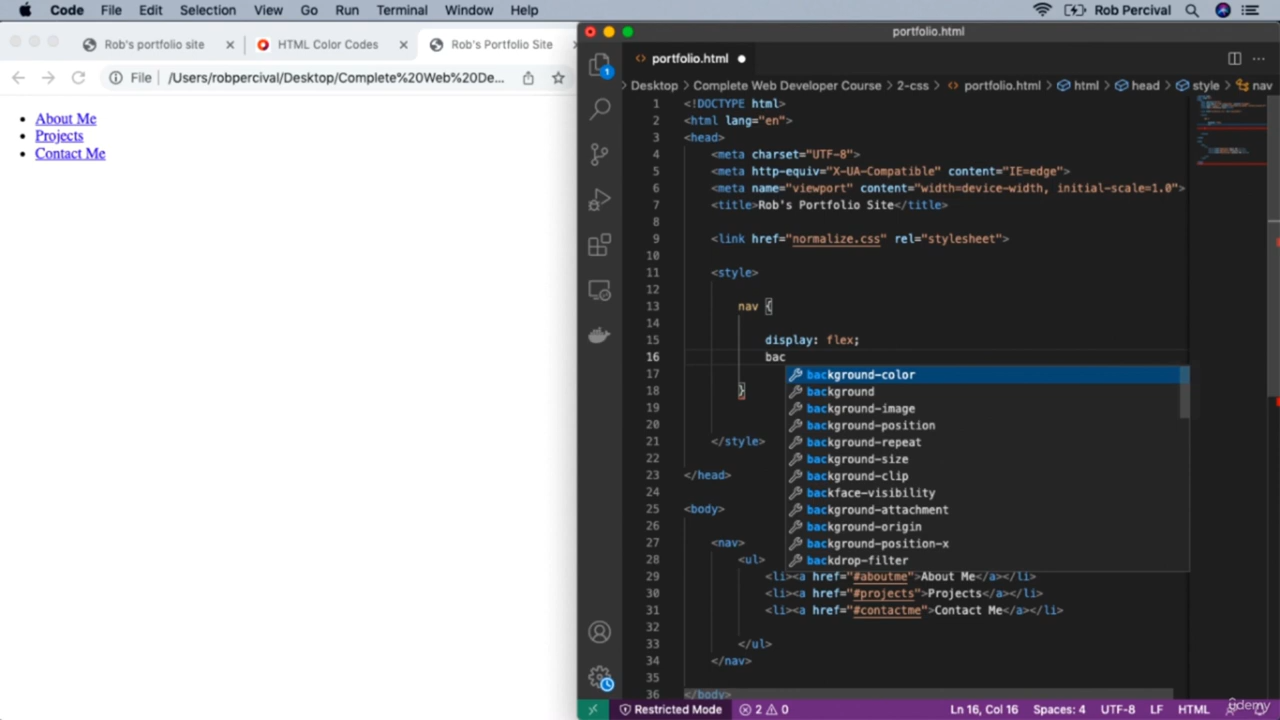 Code File Edit Selection View Go Run Terminal Window Help Rob Percival
Rob's portfolio site HTML Color Codes Rob's Portfolio Site
File /Users/robpercival/Desktop/Complete%20Web%20De...
About Me
Projects
Contact Me
portfolio.html
portfolio.html
1
Desktop > Complete Web Developer Course > 2-css > portfolio.html > html > head > style > nav
1 <!DOCTYPE html>
2 <html lang="en">
3 <head>
4 <meta charset="UTF-8">
5 <meta http-equiv="X-UA-Compatible" content="IE=edge">
6 <meta name="viewport" content="width=device-width, initial-scale=1.0">
7 <title>Rob's Portfolio Site</title>
8
9 <link href="normalize.css" rel="stylesheet">
10
11 <style>
12
13 nav {
14
15 display: flex;
16 bac
17 background-color
background
18 }
background-image
19
background-position
20
background-repeat
21 </style>
22 background-size
23 </head>
background-clip
24 backface-visibility
25 <body>
background-attachment
26 background-origin
27 <nav>
background-position-x
28 <ul>
backdrop-filter
29 <li><a href="#aboutme">About Me</a></li>
30 <li><a href="#projects">Projects</a></li>
31 <li><a href="#contactme">Contact Me</a></li>
32
33 </ul>
34 </nav>
35
36 </body>
Restricted Mode 2 0 Ln 16, Col 16 Spaces: 4 UTF-8 LF HTML
Udemy